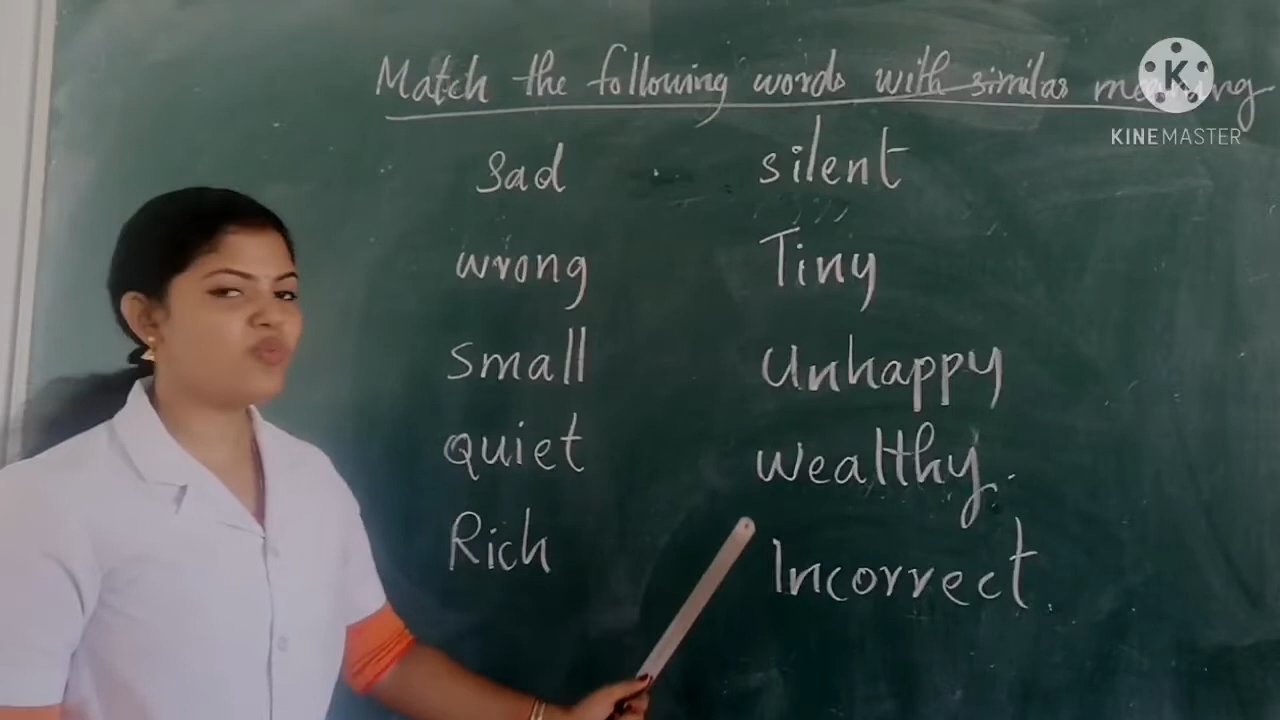 Match the following words with similar meaning
KINEMASTER
sad silent
wrong Tiny
small Unhappy
quiet Wealthy.
Rich Incorrect.